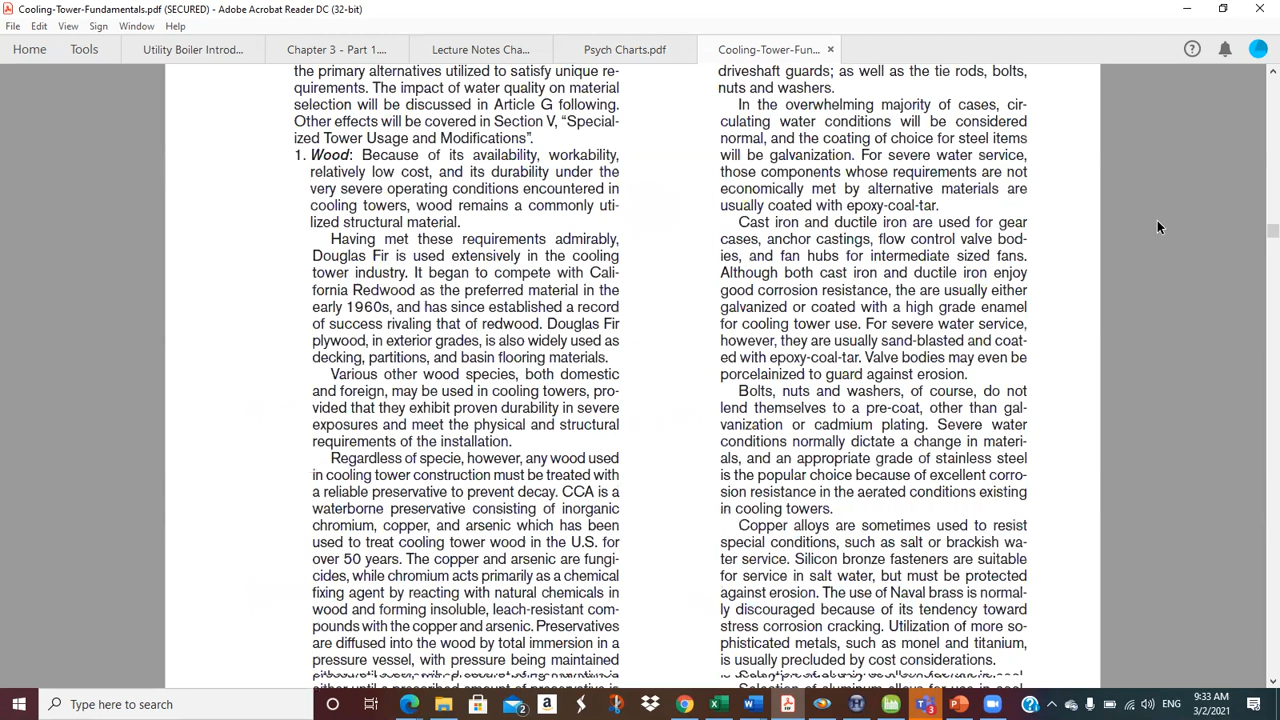 Cooling-Tower-Fundamentals.pdf (SECURED) - Adobe Acrobat Reader DC (32-bit)
File Edit View Sign Window Help
Home Tools Utility Boiler Introd... Chapter 3 - Part 1.... Lecture Notes Cha... Psych Charts.pdf Cooling-Tower-Fun... ×
the primary alternatives utilized to satisfy unique re-
quirements. The impact of water quality on material
selection will be discussed in Article G following.
Other effects will be covered in Section V, “Special-
ized Tower Usage and Modifications”.
1. Wood: Because of its availability, workability,
relatively low cost, and its durability under the
very severe operating conditions encountered in
cooling towers, wood remains a commonly uti-
lized structural material.
Having met these requirements admirably,
Douglas Fir is used extensively in the cooling
tower industry. It began to compete with Cali-
fornia Redwood as the preferred material in the
early 1960s, and has since established a record
of success rivaling that of redwood. Douglas Fir
plywood, in exterior grades, is also widely used as
decking, partitions, and basin flooring materials.
Various other wood species, both domestic
and foreign, may be used in cooling towers, pro-
vided that they exhibit proven durability in severe
exposures and meet the physical and structural
requirements of the installation.
Regardless of specie, however, any wood used
in cooling tower construction must be treated with
a reliable preservative to prevent decay. CCA is a
waterborne preservative consisting of inorganic
chromium, copper, and arsenic which has been
used to treat cooling tower wood in the U.S. for
over 50 years. The copper and arsenic are fungi-
cides, while chromium acts primarily as a chemical
fixing agent by reacting with natural chemicals in
wood and forming insoluble, leach-resistant com-
pounds with the copper and arsenic. Preservatives
are diffused into the wood by total immersion in a
pressure vessel, with pressure being maintained
driveshaft guards; as well as the tie rods, bolts,
nuts and washers.
In the overwhelming majority of cases, cir-
culating water conditions will be considered
normal, and the coating of choice for steel items
will be galvanization. For severe water service,
those components whose requirements are not
economically met by alternative materials are
usually coated with epoxy-coal-tar.
Cast iron and ductile iron are used for gear
cases, anchor castings, flow control valve bod-
ies, and fan hubs for intermediate sized fans.
Although both cast iron and ductile iron enjoy
good corrosion resistance, the are usually either
galvanized or coated with a high grade enamel
for cooling tower use. For severe water service,
however, they are usually sand-blasted and coat-
ed with epoxy-coal-tar. Valve bodies may even be
porcelainized to guard against erosion.
Bolts, nuts and washers, of course, do not
lend themselves to a pre-coat, other than gal-
vanization or cadmium plating. Severe water
conditions normally dictate a change in materi-
als, and an appropriate grade of stainless steel
is the popular choice because of excellent corro-
sion resistance in the aerated conditions existing
in cooling towers.
Copper alloys are sometimes used to resist
special conditions, such as salt or brackish wa-
ter service. Silicon bronze fasteners are suitable
for service in salt water, but must be protected
against erosion. The use of Naval brass is normal-
ly discouraged because of its tendency toward
stress corrosion cracking. Utilization of more so-
phisticated metals, such as monel and titanium,
is usually precluded by cost considerations.
Type here to search
ENG
9:33 AM
3/2/2021